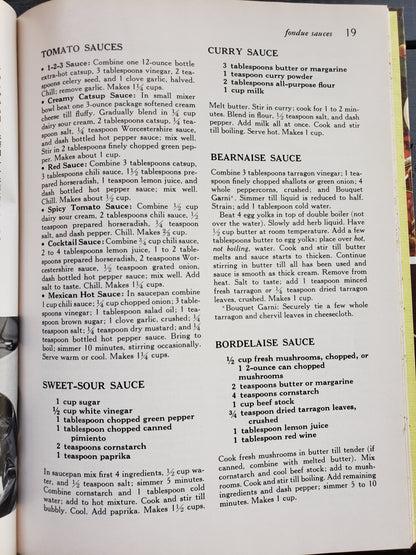 fondue sauces 19
TOMATO SAUCES
• 1-2-3 Sauce: Combine one 12-ounce bottle
extra-hot catsup, 3 tablespoons vinegar, 2 tea-
spoons celery seed, and 1 clove garlic, halved.
Chill; remove garlic. Makes 1¼ cups.
• Creamy Catsup Sauce: In small mixer
bowl beat one 3-ounce package softened cream
cheese till fluffy. Gradually blend in ¼ cup
dairy sour cream, 2 tablespoons catsup, ¼ tea-
spoon salt, ¼ teaspoon Worcestershire sauce,
and dash bottled hot pepper sauce; mix well.
Stir in 2 tablespoons finely chopped green pep-
per. Makes about 1 cup.
• Red Sauce: Combine 3 tablespoons catsup,
3 tablespoons chili sauce, 1½ tablespoons pre-
pared horseradish, 1 teaspoon lemon juice, and
dash bottled hot pepper sauce; mix well.
Chill. Makes about ½ cup.
• Spicy Tomato Sauce: Combine ½ cup
dairy sour cream, 2 tablespoons chili sauce, ½
teaspoon prepared horseradish, ¼ teaspoon
salt, and dash pepper. Chill. Makes ⅔ cup.
• Cocktail Sauce: Combine ¾ cup chili sauce,
2 to 4 tablespoons lemon juice, 1 to 2 table-
spoons prepared horseradish, 2 teaspoons Wor-
cestershire sauce, ½ teaspoon grated onion,
and dash bottled hot pepper sauce; mix well. Add
salt to taste. Chill. Makes 1¼ cups.
• Mexican Hot Sauce: In saucepan combine
1 cup chili sauce; ¼ cup chopped onion; 3 table-
spoons vinegar; 1 tablespoon salad oil; 1 tea-
spoon brown sugar; 1 clove garlic, crushed; ¼
teaspoon salt; ¼ teaspoon dry mustard; and ¼
teaspoon bottled hot pepper sauce. Bring to
boil; simmer 10 minutes, stirring occasionally.
Serve warm or cool. Makes 1¾ cups.
SWEET-SOUR SAUCE
1 cup sugar
½ cup white vinegar
1 tablespoon chopped green pepper
1 tablespoon chopped canned
pimiento
2 teaspoons cornstarch
1 teaspoon paprika
In saucepan mix first 4 ingredients, ½ cup wa-
ter, and ½ teaspoon salt; simmer 5 minutes.
Combine cornstarch and 1 tablespoon cold
water; add to hot mixture. Cook and stir till
bubbly. Cool. Add paprika. Makes 1½ cups.
CURRY SAUCE
3 tablespoons butter or margarine
1 teaspoon curry powder
2 tablespoons all-purpose flour
1 cup milk
Melt butter. Stir in curry; cook for 1 to 2 min-
utes. Blend in flour, ½ teaspoon salt, and dash
pepper. Add milk all at once. Cook and stir
till boiling. Serve hot. Makes 1 cup.
BEARNAISE SAUCE
Combine 3 tablespoons tarragon vinegar; 1 tea-
spoon finely chopped shallots or green onion; 4
whole peppercorns, crushed; and Bouquet
Garni*. Simmer till liquid is reduced to half.
Strain; add 1 tablespoon cold water.
Beat 4 egg yolks in top of double boiler (not
over the water). Slowly add herb liquid. Have
½ cup butter at room temperature. Add a few
tablespoons butter to egg yolks; place over hot,
not boiling, water. Cook and stir till butter
melts and sauce starts to thicken. Continue
stirring in butter till all has been used and
sauce is smooth as thick cream. Remove from
heat. Salt to taste; add 1 teaspoon minced
fresh tarragon or ¼ teaspoon dried tarragon
leaves, crushed. Makes 1 cup.
*Bouquet Garni: Securely tie a few whole
tarragon and chervil leaves in cheesecloth.
BORDELAISE SAUCE
½ cup fresh mushrooms, chopped, or
1 2-ounce can chopped
mushrooms
2 teaspoons butter or margarine
4 teaspoons cornstarch
1 cup beef stock
¾ teaspoon dried tarragon leaves,
crushed
1 tablespoon lemon juice
1 tablespoon red wine
Cook fresh mushrooms in butter till tender (if
canned, combine with melted butter). Mix
cornstarch and cool beef stock; add to mush-
rooms. Cook and stir till boiling. Add remaining
ingredients and dash pepper; simmer 5 to 10
minutes. Makes 1 cup.